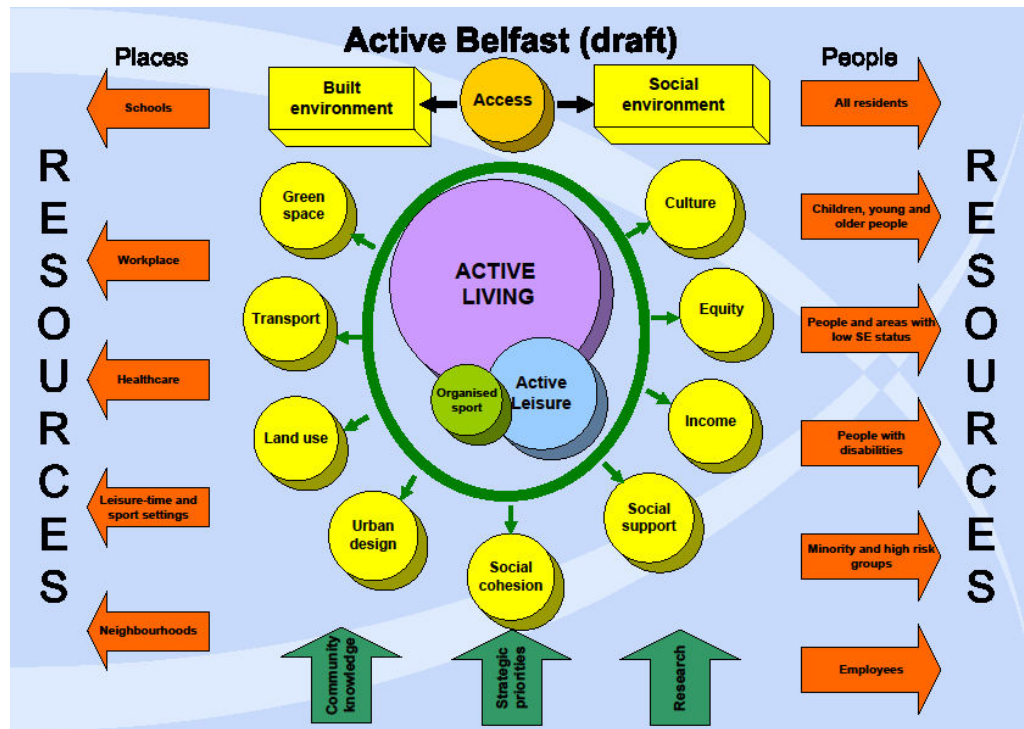 Active Belfast (draft)
Places
People
Built
environment
Access
Social
environment
Schools
Workplace
Healthcare
Leisure-time and
sport settings
Neighbourhoods
RESOURCES
Green
space
Transport
Land use
Urban
design
Social
cohesion
Social
support
Income
Equity
Culture
ACTIVE
LIVING
Active
Leisure
Organised
sport
Community
knowledge
Strategic
priorities
Research
All residents
Children, young and
older people
People and areas with
low SE status
People with
disabilities
Minority and high risk
groups
Employees
RESOURCES